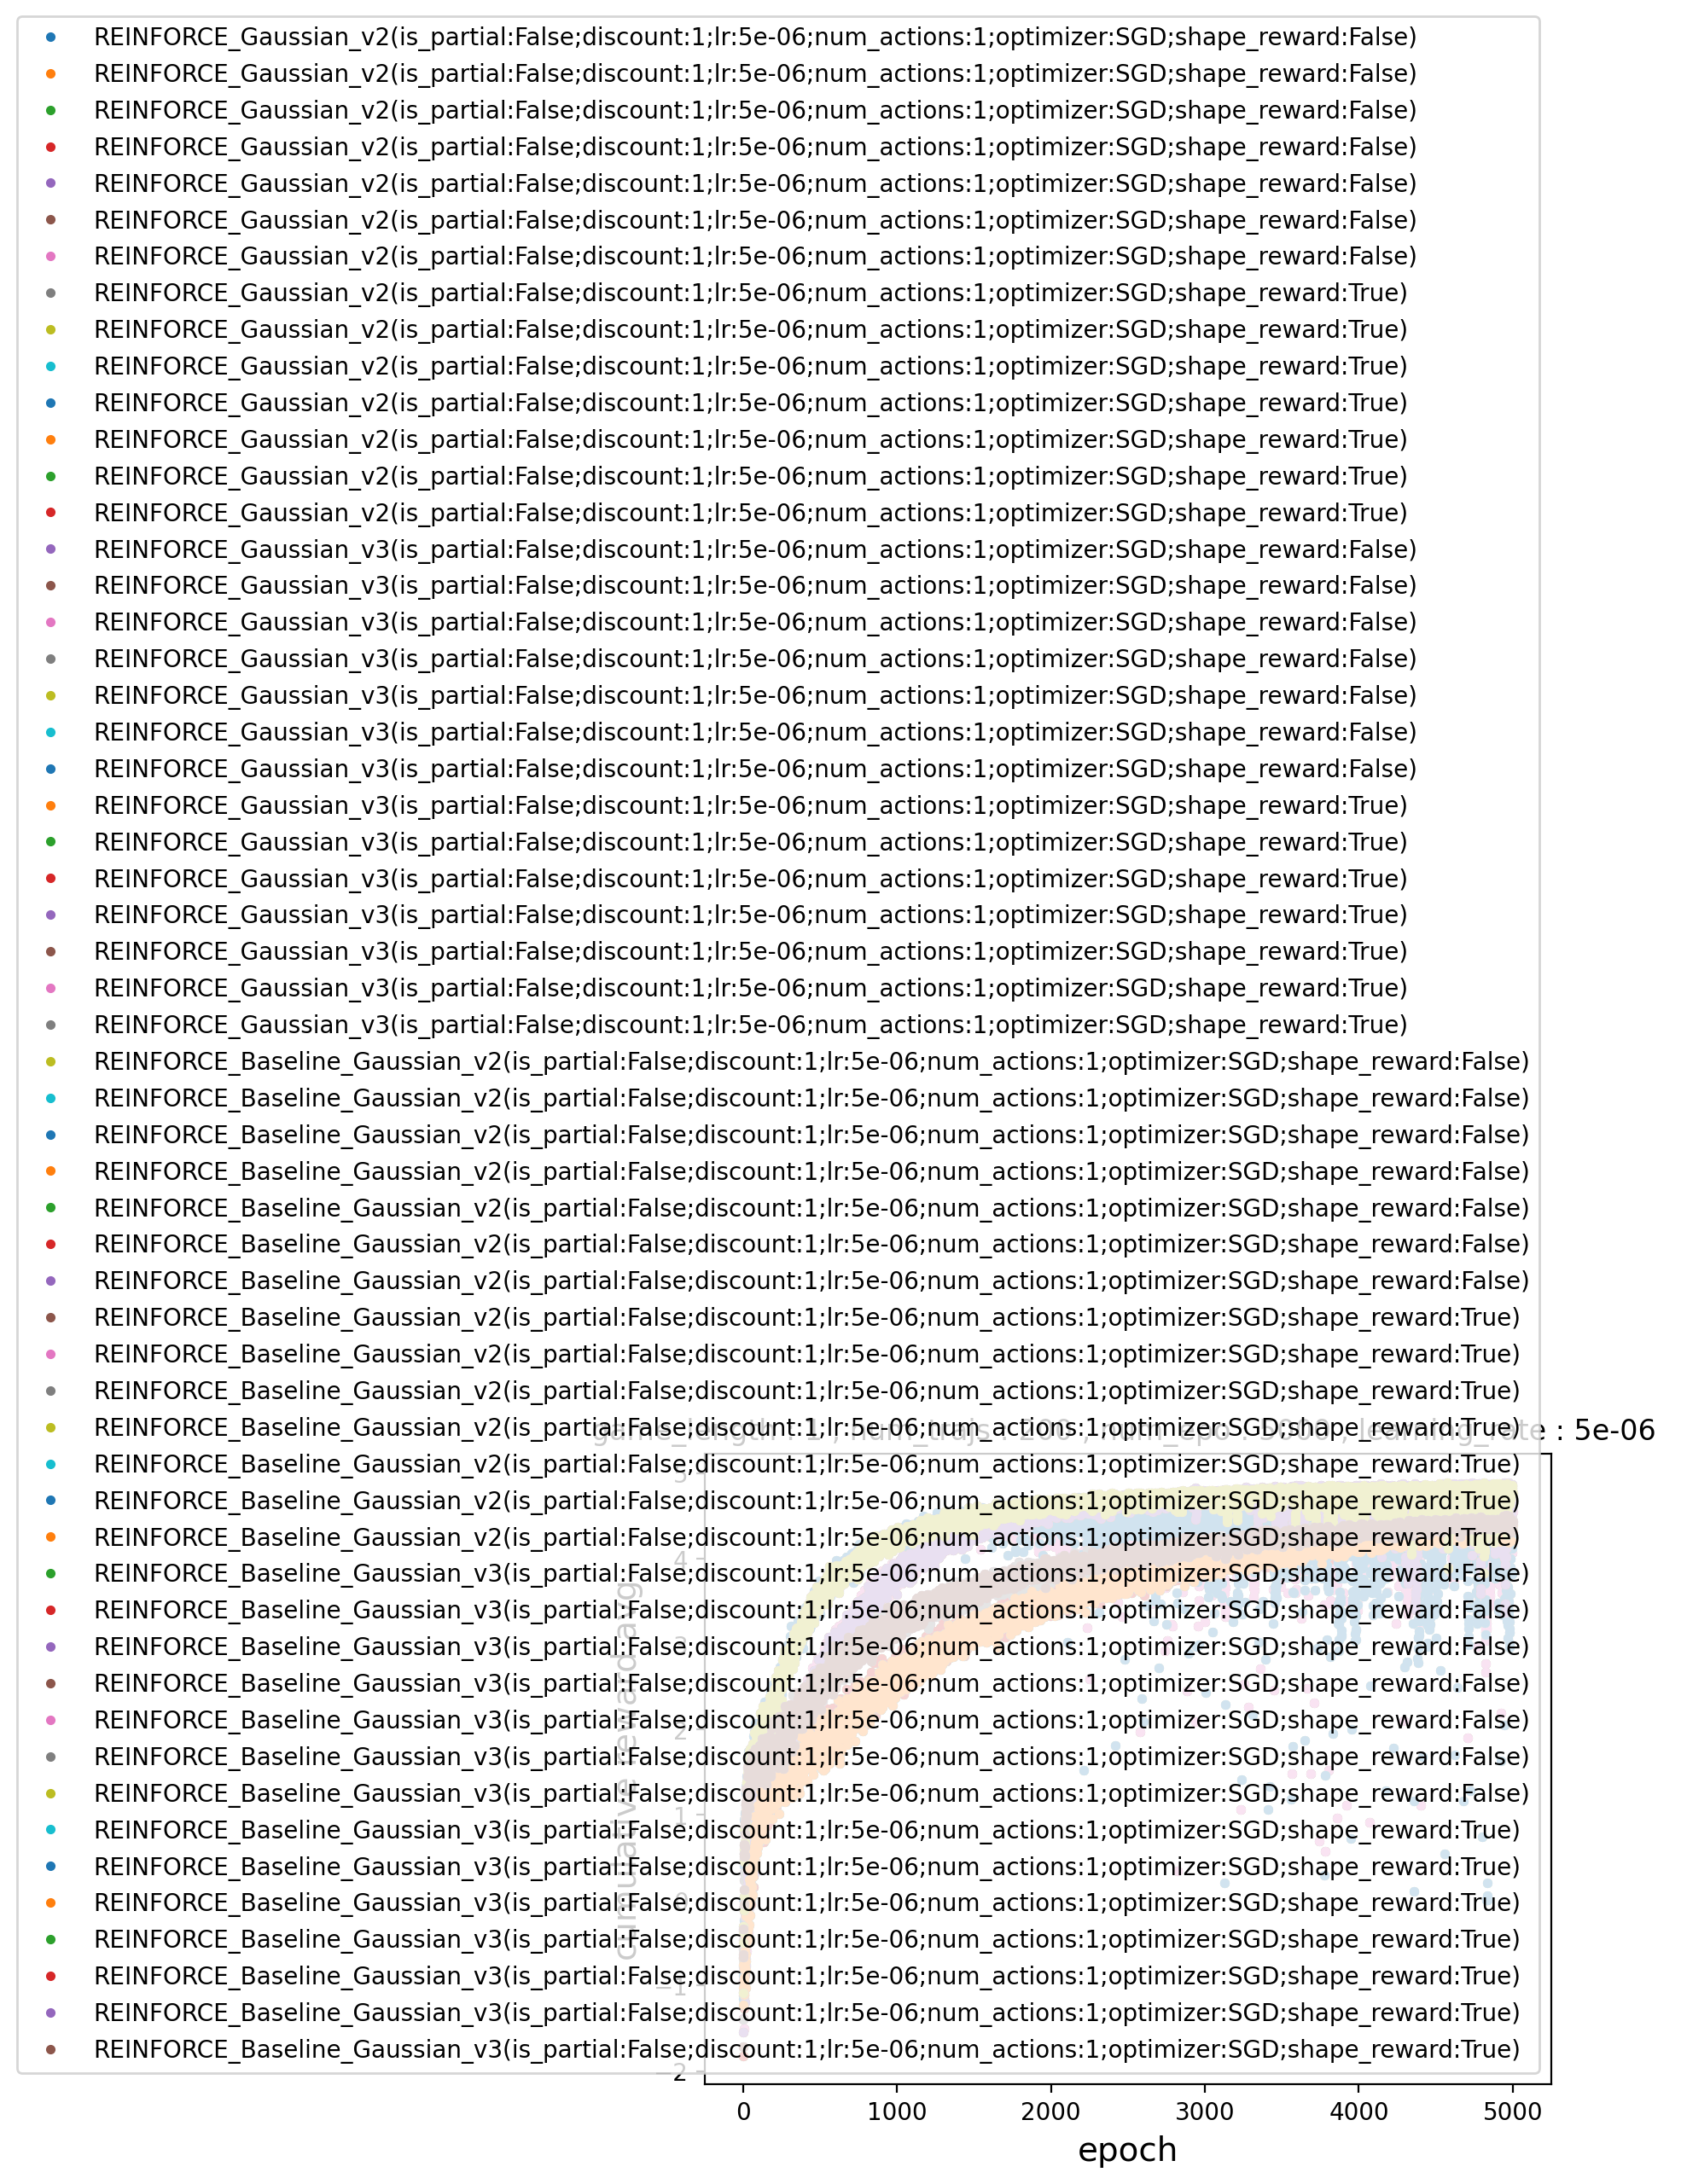 REINFORCE_Gaussian_v2(is_partial:False;discount:1;lr:5e-06;num_actions:1;optimizer:SGD;shape_reward:False)
REINFORCE_Gaussian_v2(is_partial:False;discount:1;lr:5e-06;num_actions:1;optimizer:SGD;shape_reward:False)
REINFORCE_Gaussian_v2(is_partial:False;discount:1;lr:5e-06;num_actions:1;optimizer:SGD;shape_reward:False)
REINFORCE_Gaussian_v2(is_partial:False;discount:1;lr:5e-06;num_actions:1;optimizer:SGD;shape_reward:False)
REINFORCE_Gaussian_v2(is_partial:False;discount:1;lr:5e-06;num_actions:1;optimizer:SGD;shape_reward:False)
REINFORCE_Gaussian_v2(is_partial:False;discount:1;lr:5e-06;num_actions:1;optimizer:SGD;shape_reward:False)
REINFORCE_Gaussian_v2(is_partial:False;discount:1;lr:5e-06;num_actions:1;optimizer:SGD;shape_reward:False)
REINFORCE_Gaussian_v2(is_partial:False;discount:1;lr:5e-06;num_actions:1;optimizer:SGD;shape_reward:True)
REINFORCE_Gaussian_v2(is_partial:False;discount:1;lr:5e-06;num_actions:1;optimizer:SGD;shape_reward:True)
REINFORCE_Gaussian_v2(is_partial:False;discount:1;lr:5e-06;num_actions:1;optimizer:SGD;shape_reward:True)
REINFORCE_Gaussian_v2(is_partial:False;discount:1;lr:5e-06;num_actions:1;optimizer:SGD;shape_reward:True)
REINFORCE_Gaussian_v2(is_partial:False;discount:1;lr:5e-06;num_actions:1;optimizer:SGD;shape_reward:True)
REINFORCE_Gaussian_v2(is_partial:False;discount:1;lr:5e-06;num_actions:1;optimizer:SGD;shape_reward:True)
REINFORCE_Gaussian_v2(is_partial:False;discount:1;lr:5e-06;num_actions:1;optimizer:SGD;shape_reward:True)
REINFORCE_Gaussian_v3(is_partial:False;discount:1;lr:5e-06;num_actions:1;optimizer:SGD;shape_reward:False)
REINFORCE_Gaussian_v3(is_partial:False;discount:1;lr:5e-06;num_actions:1;optimizer:SGD;shape_reward:False)
REINFORCE_Gaussian_v3(is_partial:False;discount:1;lr:5e-06;num_actions:1;optimizer:SGD;shape_reward:False)
REINFORCE_Gaussian_v3(is_partial:False;discount:1;lr:5e-06;num_actions:1;optimizer:SGD;shape_reward:False)
REINFORCE_Gaussian_v3(is_partial:False;discount:1;lr:5e-06;num_actions:1;optimizer:SGD;shape_reward:False)
REINFORCE_Gaussian_v3(is_partial:False;discount:1;lr:5e-06;num_actions:1;optimizer:SGD;shape_reward:False)
REINFORCE_Gaussian_v3(is_partial:False;discount:1;lr:5e-06;num_actions:1;optimizer:SGD;shape_reward:False)
REINFORCE_Gaussian_v3(is_partial:False;discount:1;lr:5e-06;num_actions:1;optimizer:SGD;shape_reward:True)
REINFORCE_Gaussian_v3(is_partial:False;discount:1;lr:5e-06;num_actions:1;optimizer:SGD;shape_reward:True)
REINFORCE_Gaussian_v3(is_partial:False;discount:1;lr:5e-06;num_actions:1;optimizer:SGD;shape_reward:True)
REINFORCE_Gaussian_v3(is_partial:False;discount:1;lr:5e-06;num_actions:1;optimizer:SGD;shape_reward:True)
REINFORCE_Gaussian_v3(is_partial:False;discount:1;lr:5e-06;num_actions:1;optimizer:SGD;shape_reward:True)
REINFORCE_Gaussian_v3(is_partial:False;discount:1;lr:5e-06;num_actions:1;optimizer:SGD;shape_reward:True)
REINFORCE_Gaussian_v3(is_partial:False;discount:1;lr:5e-06;num_actions:1;optimizer:SGD;shape_reward:True)
REINFORCE_Baseline_Gaussian_v2(is_partial:False;discount:1;lr:5e-06;num_actions:1;optimizer:SGD;shape_reward:False)
REINFORCE_Baseline_Gaussian_v2(is_partial:False;discount:1;lr:5e-06;num_actions:1;optimizer:SGD;shape_reward:False)
REINFORCE_Baseline_Gaussian_v2(is_partial:False;discount:1;lr:5e-06;num_actions:1;optimizer:SGD;shape_reward:False)
REINFORCE_Baseline_Gaussian_v2(is_partial:False;discount:1;lr:5e-06;num_actions:1;optimizer:SGD;shape_reward:False)
REINFORCE_Baseline_Gaussian_v2(is_partial:False;discount:1;lr:5e-06;num_actions:1;optimizer:SGD;shape_reward:False)
REINFORCE_Baseline_Gaussian_v2(is_partial:False;discount:1;lr:5e-06;num_actions:1;optimizer:SGD;shape_reward:False)
REINFORCE_Baseline_Gaussian_v2(is_partial:False;discount:1;lr:5e-06;num_actions:1;optimizer:SGD;shape_reward:False)
REINFORCE_Baseline_Gaussian_v2(is_partial:False;discount:1;lr:5e-06;num_actions:1;optimizer:SGD;shape_reward:True)
REINFORCE_Baseline_Gaussian_v2(is_partial:False;discount:1;lr:5e-06;num_actions:1;optimizer:SGD;shape_reward:True)
REINFORCE_Baseline_Gaussian_v2(is_partial:False;discount:1;lr:5e-06;num_actions:1;optimizer:SGD;shape_reward:True)
REINFORCE_Baseline_Gaussian_v2(is_partial:False;discount:1;lr:5e-06;num_actions:1;optimizer:SGD;shape_reward:True)
REINFORCE_Baseline_Gaussian_v2(is_partial:False;discount:1;lr:5e-06;num_actions:1;optimizer:SGD;shape_reward:True)
REINFORCE_Baseline_Gaussian_v2(is_partial:False;discount:1;lr:5e-06;num_actions:1;optimizer:SGD;shape_reward:True)
REINFORCE_Baseline_Gaussian_v2(is_partial:False;discount:1;lr:5e-06;num_actions:1;optimizer:SGD;shape_reward:True)
REINFORCE_Baseline_Gaussian_v3(is_partial:False;discount:1;lr:5e-06;num_actions:1;optimizer:SGD;shape_reward:False)
REINFORCE_Baseline_Gaussian_v3(is_partial:False;discount:1;lr:5e-06;num_actions:1;optimizer:SGD;shape_reward:False)
REINFORCE_Baseline_Gaussian_v3(is_partial:False;discount:1;lr:5e-06;num_actions:1;optimizer:SGD;shape_reward:False)
REINFORCE_Baseline_Gaussian_v3(is_partial:False;discount:1;lr:5e-06;num_actions:1;optimizer:SGD;shape_reward:False)
REINFORCE_Baseline_Gaussian_v3(is_partial:False;discount:1;lr:5e-06;num_actions:1;optimizer:SGD;shape_reward:False)
REINFORCE_Baseline_Gaussian_v3(is_partial:False;discount:1;lr:5e-06;num_actions:1;optimizer:SGD;shape_reward:False)
REINFORCE_Baseline_Gaussian_v3(is_partial:False;discount:1;lr:5e-06;num_actions:1;optimizer:SGD;shape_reward:False)
REINFORCE_Baseline_Gaussian_v3(is_partial:False;discount:1;lr:5e-06;num_actions:1;optimizer:SGD;shape_reward:True)
REINFORCE_Baseline_Gaussian_v3(is_partial:False;discount:1;lr:5e-06;num_actions:1;optimizer:SGD;shape_reward:True)
REINFORCE_Baseline_Gaussian_v3(is_partial:False;discount:1;lr:5e-06;num_actions:1;optimizer:SGD;shape_reward:True)
REINFORCE_Baseline_Gaussian_v3(is_partial:False;discount:1;lr:5e-06;num_actions:1;optimizer:SGD;shape_reward:True)
REINFORCE_Baseline_Gaussian_v3(is_partial:False;discount:1;lr:5e-06;num_actions:1;optimizer:SGD;shape_reward:True)
REINFORCE_Baseline_Gaussian_v3(is_partial:False;discount:1;lr:5e-06;num_actions:1;optimizer:SGD;shape_reward:True)
REINFORCE_Baseline_Gaussian_v3(is_partial:False;discount:1;lr:5e-06;num_actions:1;optimizer:SGD;shape_reward:True)
game_length : , num_trajs : 200 , num_epo : 5000 , learning_rate : 5e-06
5
4
3
2
1
0
−1
−2
cumulative reward avg
0 1000 2000 3000 4000 5000
epoch